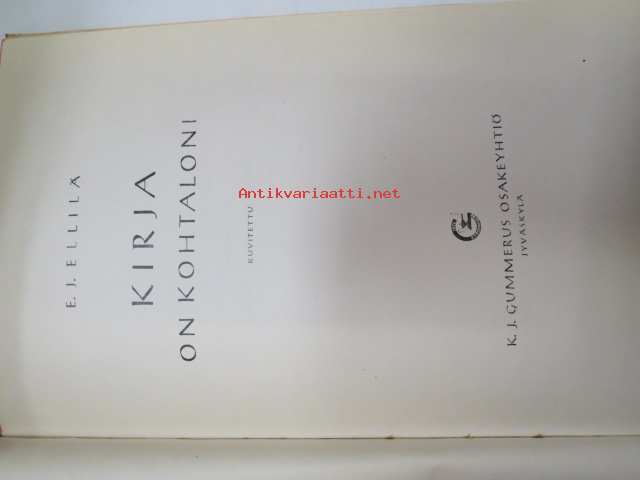 E. J. ELLILÄ
KIRJA
ON KOHTALONI
KUVITETTU
Antikvariaatti.net
K. J. GUMMERUS OSAKEYHTIÖ
JYVÄSKYLÄ